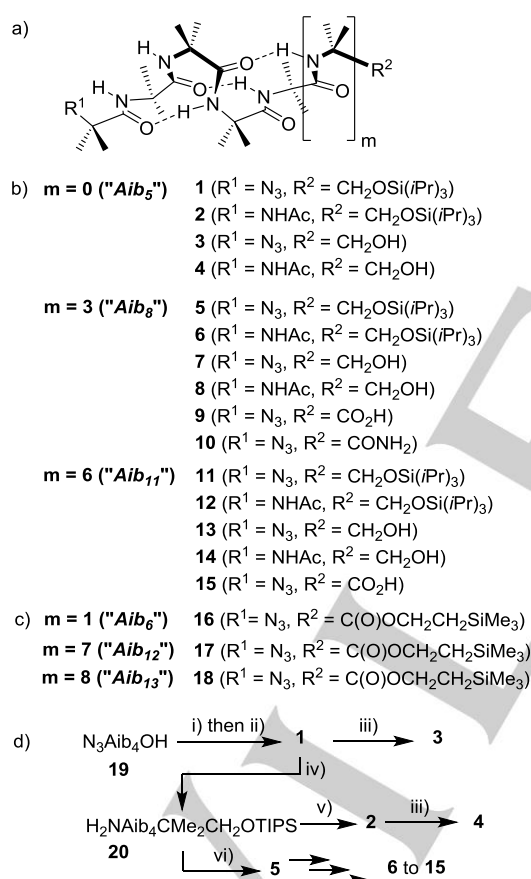 a)
H N O H N R²
N H N H N O H N O
R¹ O O m
b) m = 0 ("Aib₅") 1 (R¹ = N₃, R² = CH₂OSi(iPr)₃)
2 (R¹ = NHAc, R² = CH₂OSi(iPr)₃)
3 (R¹ = N₃, R² = CH₂OH)
4 (R¹ = NHAc, R² = CH₂OH)
m = 3 ("Aib₈") 5 (R¹ = N₃, R² = CH₂OSi(iPr)₃)
6 (R¹ = NHAc, R² = CH₂OSi(iPr)₃)
7 (R¹ = N₃, R² = CH₂OH)
8 (R¹ = NHAc, R² = CH₂OH)
9 (R¹ = N₃, R² = CO₂H)
10 (R¹ = N₃, R² = CONH₂)
m = 6 ("Aib₁₁") 11 (R¹ = N₃, R² = CH₂OSi(iPr)₃)
12 (R¹ = NHAc, R² = CH₂OSi(iPr)₃)
13 (R¹ = N₃, R² = CH₂OH)
14 (R¹ = NHAc, R² = CH₂OH)
15 (R¹ = N₃, R² = CO₂H)
c) m = 1 ("Aib₆") 16 (R¹= N₃, R² = C(O)OCH₂CH₂SiMe₃)
m = 7 ("Aib₁₂") 17 (R¹ = N₃, R² = C(O)OCH₂CH₂SiMe₃)
m = 8 ("Aib₁₃") 18 (R¹ = N₃, R² = C(O)OCH₂CH₂SiMe₃)
d) N₃Aib₄OH i) then ii) 1 iii) 3
19 iv)
H₂NAib₄CMe₂CH₂OTIPS v) 2 iii) 4
20 vi) 5 6 to 15